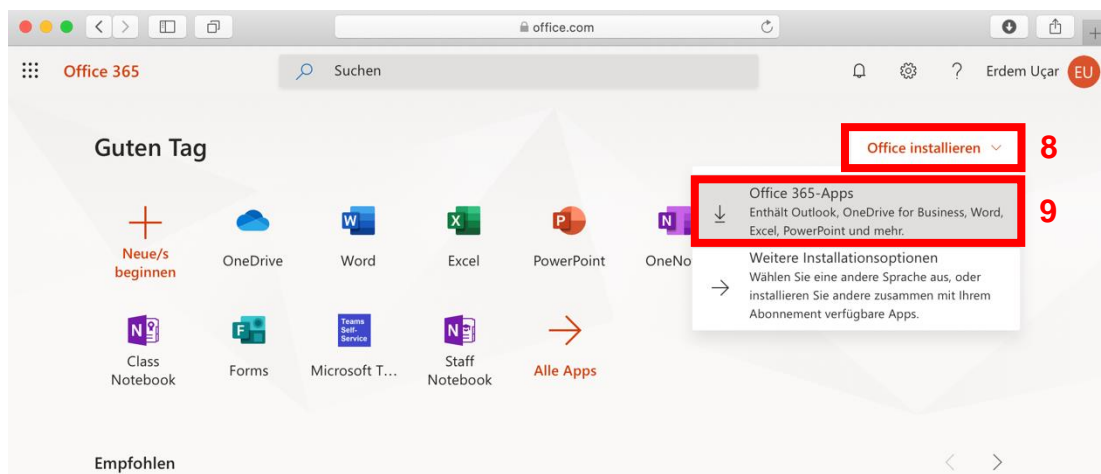 office.com
Office 365
Suchen
?
Erdem Uçar
EU
Guten Tag
Office installieren
8
Office 365-Apps
Enthält Outlook, OneDrive for Business, Word,
Excel, PowerPoint und mehr.
9
Weitere Installationsoptionen
Wählen Sie eine andere Sprache aus, oder
installieren Sie andere zusammen mit Ihrem
Abonnement verfügbare Apps.
Neue/s
beginnen
OneDrive
W
Word
X
Excel
P
PowerPoint
N
OneNo
N
Class
Notebook
F
Forms
Teams
Self-
Service
Microsoft T...
N
Staff
Notebook
Alle Apps
Empfohlen